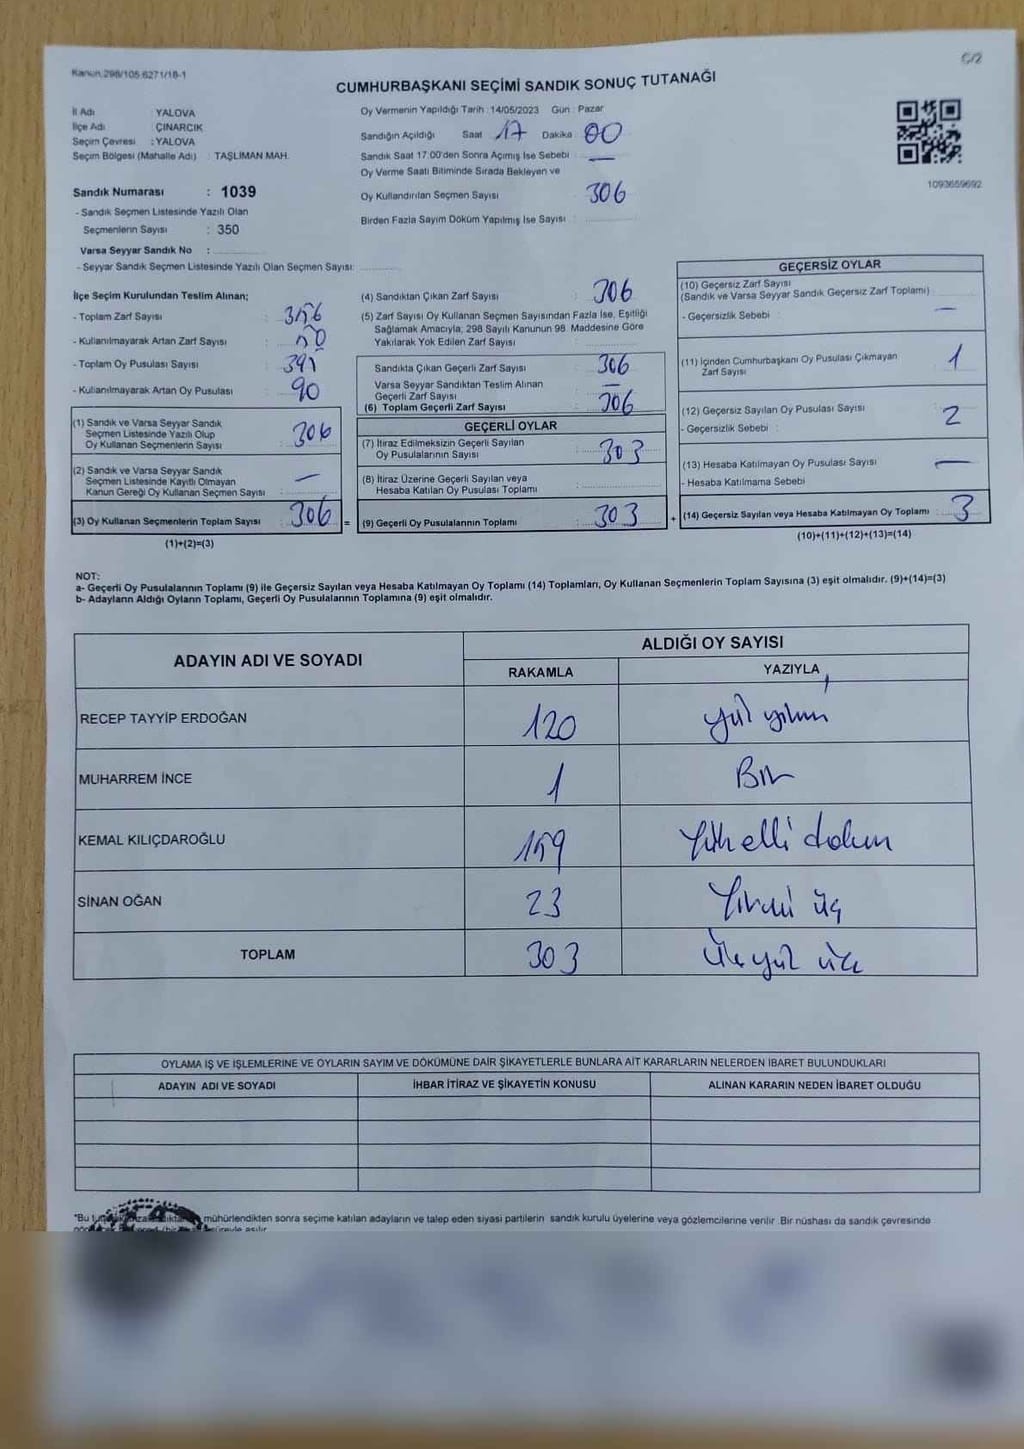 Kanun:298/105 6271/18-1
C/2
CUMHURBAŞKANI SEÇİMİ SANDIK SONUÇ TUTANAĞI
İl Adı YALOVA
İlçe Adı ÇINARCIK
Seçim Çevresi : YALOVA
Seçim Bölgesi (Mahalle Adı) : TAŞLIMAN MAH.
Sandık Numarası : 1039
- Sandık Seçmen Listesinde Yazılı Olan
Seçmenlerin Sayısı : 350
Varsa Seyyar Sandık No :
- Seyyar Sandık Seçmen Listesinde Yazılı Olan Seçmen Sayısı:
Oy Vermenin Yapıldığı Tarih : 14/05/2023 Gün : Pazar
Sandığın Açıldığı Saat 17 Dakika 00
Sandık Saat 17:00'den Sonra Açılmış İse Sebebi : —
Oy Verme Saati Bitiminde Sırada Bekleyen ve
Oy Kullandırılan Seçmen Sayısı 306
Birden Fazla Sayım Döküm Yapılmış İse Sayısı :
1093659692
İlçe Seçim Kurulundan Teslim Alınan;
- Toplam Zarf Sayısı : 356
- Kullanılmayarak Artan Zarf Sayısı : 50
- Toplam Oy Pusulası Sayısı : 395
- Kullanılmayarak Artan Oy Pusulası : 90
(1) Sandık ve Varsa Seyyar Sandık
Seçmen Listesinde Yazılı Olup
Oy Kullanan Seçmenlerin Sayısı : 306
(2) Sandık ve Varsa Seyyar Sandık
Seçmen Listesinde Kayıtlı Olmayan
Kanun Gereği Oy Kullanan Seçmen Sayısı : —
(3) Oy Kullanan Seçmenlerin Toplam Sayısı : 306 =
(1)+(2)=(3)
(4) Sandıktan Çıkan Zarf Sayısı : 306
(5) Zarf Sayısı Oy Kullanan Seçmen Sayısından Fazla İse, Eşitliği
Sağlamak Amacıyla; 298 Sayılı Kanunun 98. Maddesine Göre
Yakılarak Yok Edilen Zarf Sayısı :
Sandıkta Çıkan Geçerli Zarf Sayısı : 306
Varsa Seyyar Sandıktan Teslim Alınan
Geçerli Zarf Sayısı : —
(6) Toplam Geçerli Zarf Sayısı : 306
GEÇERLİ OYLAR
(7) İtiraz Edilmeksizin Geçerli Sayılan
Oy Pusulalarının Sayısı : 303
(8) İtiraz Üzerine Geçerli Sayılan veya
Hesaba Katılan Oy Pusulası Toplamı :
(9) Geçerli Oy Pusulalarının Toplamı : 303 +
GEÇERSİZ OYLAR
(10) Geçersiz Zarf Sayısı
(Sandık ve Varsa Seyyar Sandık Geçersiz Zarf Toplamı) :
- Geçersizlik Sebebi : —
(11) İçinden Cumhurbaşkanı Oy Pusulası Çıkmayan
Zarf Sayısı : 1
(12) Geçersiz Sayılan Oy Pusulası Sayısı : 2
- Geçersizlik Sebebi :
(13) Hesaba Katılmayan Oy Pusulası Sayısı : —
- Hesaba Katılmama Sebebi
(14) Geçersiz Sayılan veya Hesaba Katılmayan Oy Toplamı : 3
(10)+(11)+(12)+(13)=(14)
NOT:
a- Geçerli Oy Pusulalarının Toplamı (9) ile Geçersiz Sayılan veya Hesaba Katılmayan Oy Toplamı (14) Toplamları, Oy Kullanan Seçmenlerin Toplam Sayısına (3) eşit olmalıdır. (9)+(14)=(3)
b- Adayların Aldığı Oyların Toplamı, Geçerli Oy Pusulalarının Toplamına (9) eşit olmalıdır.
ADAYIN ADI VE SOYADI ALDIĞI OY SAYISI
RAKAMLA YAZIYLA
RECEP TAYYİP ERDOĞAN 120 yüz yirmi
MUHARREM İNCE 1 Bir
KEMAL KILIÇDAROĞLU 159 Yüz elli dokuz
SİNAN OĞAN 23 Yirmi üç
TOPLAM 303 Üç yüz üç
OYLAMA İŞ VE İŞLEMLERİNE VE OYLARIN SAYIM VE DÖKÜMÜNE DAİR ŞİKAYETLERLE BUNLARA AİT KARARLARIN NELERDEN İBARET BULUNDUKLARI
ADAYIN ADI VE SOYADI İHBAR İTİRAZ VE ŞİKAYETİN KONUSU ALINAN KARARIN NEDEN İBARET OLDUĞU
*Bu mühürlendikten sonra seçime katılan adayların ve talep eden siyasi partilerin sandık kurulu üyelerine veya gözlemcilerine verilir. Bir nüshası da sandık çevresinde